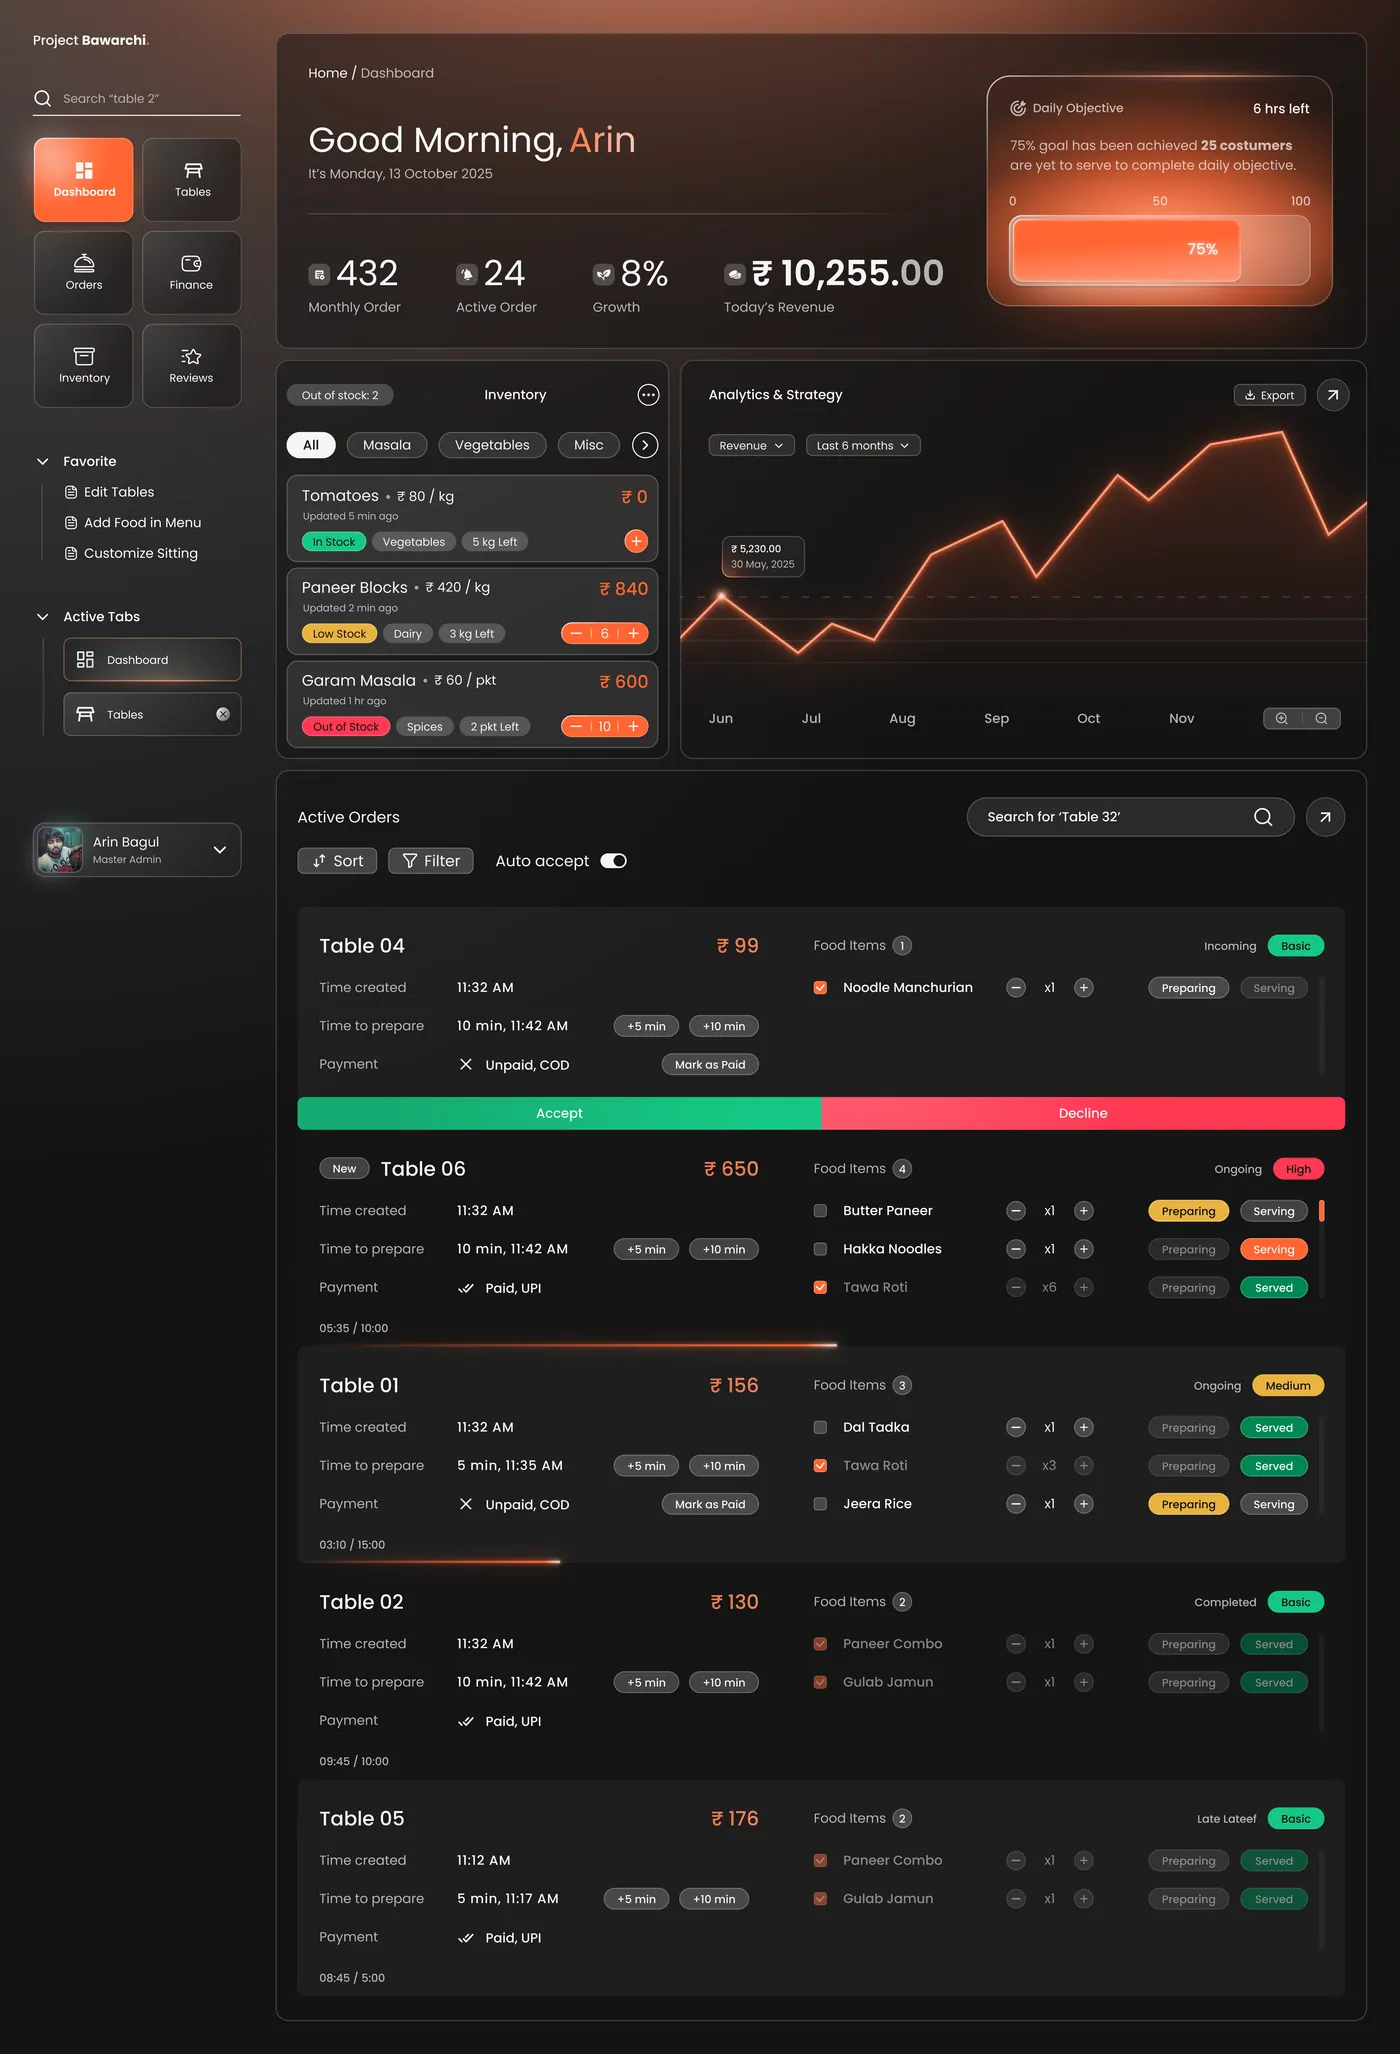 Project Bawarchi.
Search “table 2”
Dashboard
Tables
Orders
Finance
Inventory
Reviews
Favorite
Edit Tables
Add Food in Menu
Customize Sitting
Active Tabs
Dashboard
Tables
Arin Bagul
Master Admin
Home / Dashboard
Good Morning, Arin
It’s Monday, 13 October 2025
432
Monthly Order
24
Active Order
8%
Growth
₹ 10,255.00
Today’s Revenue
Daily Objective
6 hrs left
75% goal has been achieved 25 costumers
are yet to serve to complete daily objective.
0 50 100
75%
Out of stock: 2
Inventory
All Masala Vegetables Misc
Tomatoes • ₹ 80 / kg ₹ 0
Updated 5 min ago
In Stock Vegetables 5 kg Left
Paneer Blocks • ₹ 420 / kg ₹ 840
Updated 2 min ago
Low Stock Dairy 3 kg Left 6
Garam Masala • ₹ 60 / pkt ₹ 600
Updated 1 hr ago
Out of Stock Spices 2 pkt Left 10
Analytics & Strategy
Export
Revenue Last 6 months
₹ 5,230.00
30 May, 2025
Jun Jul Aug Sep Oct Nov
Active Orders
Search for ‘Table 32’
Sort Filter Auto accept
Table 04 ₹ 99 Food Items 1 Incoming Basic
Time created 11:32 AM Noodle Manchurian x1 Preparing Serving
Time to prepare 10 min, 11:42 AM +5 min +10 min
Payment Unpaid, COD Mark as Paid
Accept Decline
New Table 06 ₹ 650 Food Items 4 Ongoing High
Time created 11:32 AM Butter Paneer x1 Preparing Serving
Time to prepare 10 min, 11:42 AM +5 min +10 min Hakka Noodles x1 Preparing Serving
Payment Paid, UPI Tawa Roti x6 Preparing Served
05:35 / 10:00
Table 01 ₹ 156 Food Items 3 Ongoing Medium
Time created 11:32 AM Dal Tadka x1 Preparing Served
Time to prepare 5 min, 11:35 AM +5 min +10 min Tawa Roti x3 Preparing Served
Payment Unpaid, COD Mark as Paid Jeera Rice x1 Preparing Serving
03:10 / 15:00
Table 02 ₹ 130 Food Items 2 Completed Basic
Time created 11:32 AM Paneer Combo x1 Preparing Served
Time to prepare 10 min, 11:42 AM +5 min +10 min Gulab Jamun x1 Preparing Served
Payment Paid, UPI
09:45 / 10:00
Table 05 ₹ 176 Food Items 2 Late Lateef Basic
Time created 11:12 AM Paneer Combo x1 Preparing Served
Time to prepare 5 min, 11:17 AM +5 min +10 min Gulab Jamun x1 Preparing Served
Payment Paid, UPI
08:45 / 5:00